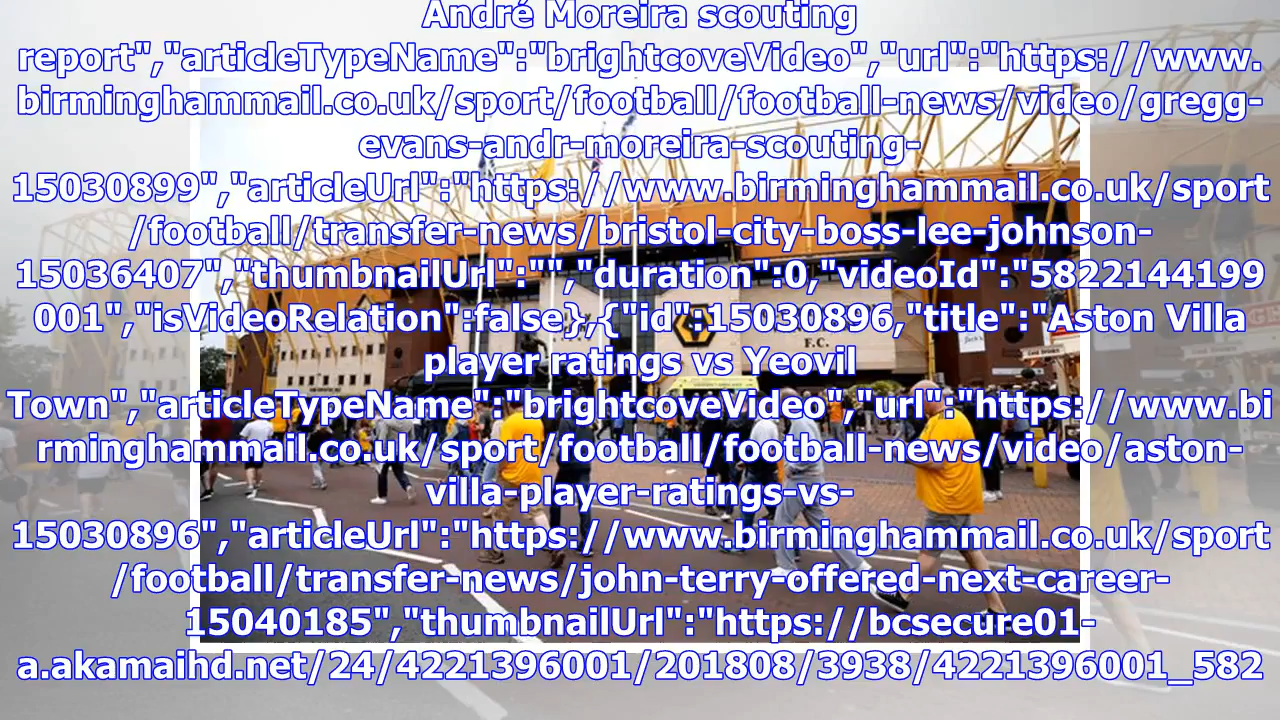 André Moreira scouting
report","articleTypeName":"brightcoveVideo","url":"https://www.
birminghammail.co.uk/sport/football/football-news/video/gregg-
evans-andr-moreira-scouting-
15030899","articleUrl":"https://www.birminghammail.co.uk/sport
/football/transfer-news/bristol-city-boss-lee-johnson-
15036407","thumbnailUrl":"","duration":0,"videoId":"5822144199
001","isVideoRelation":false},{"id":15030896,"title":"Aston Villa
F.C.
player ratings vs Yeovil
Town","articleTypeName":"brightcoveVideo","url":"https://www.bi
rminghammail.co.uk/sport/football/football-news/video/aston-
villa-player-ratings-vs-
15030896","articleUrl":"https://www.birminghammail.co.uk/sport
/football/transfer-news/john-terry-offered-next-career-
15040185","thumbnailUrl":"https://bcsecure01-
a.akamaihd.net/24/4221396001/201808/3938/4221396001_582